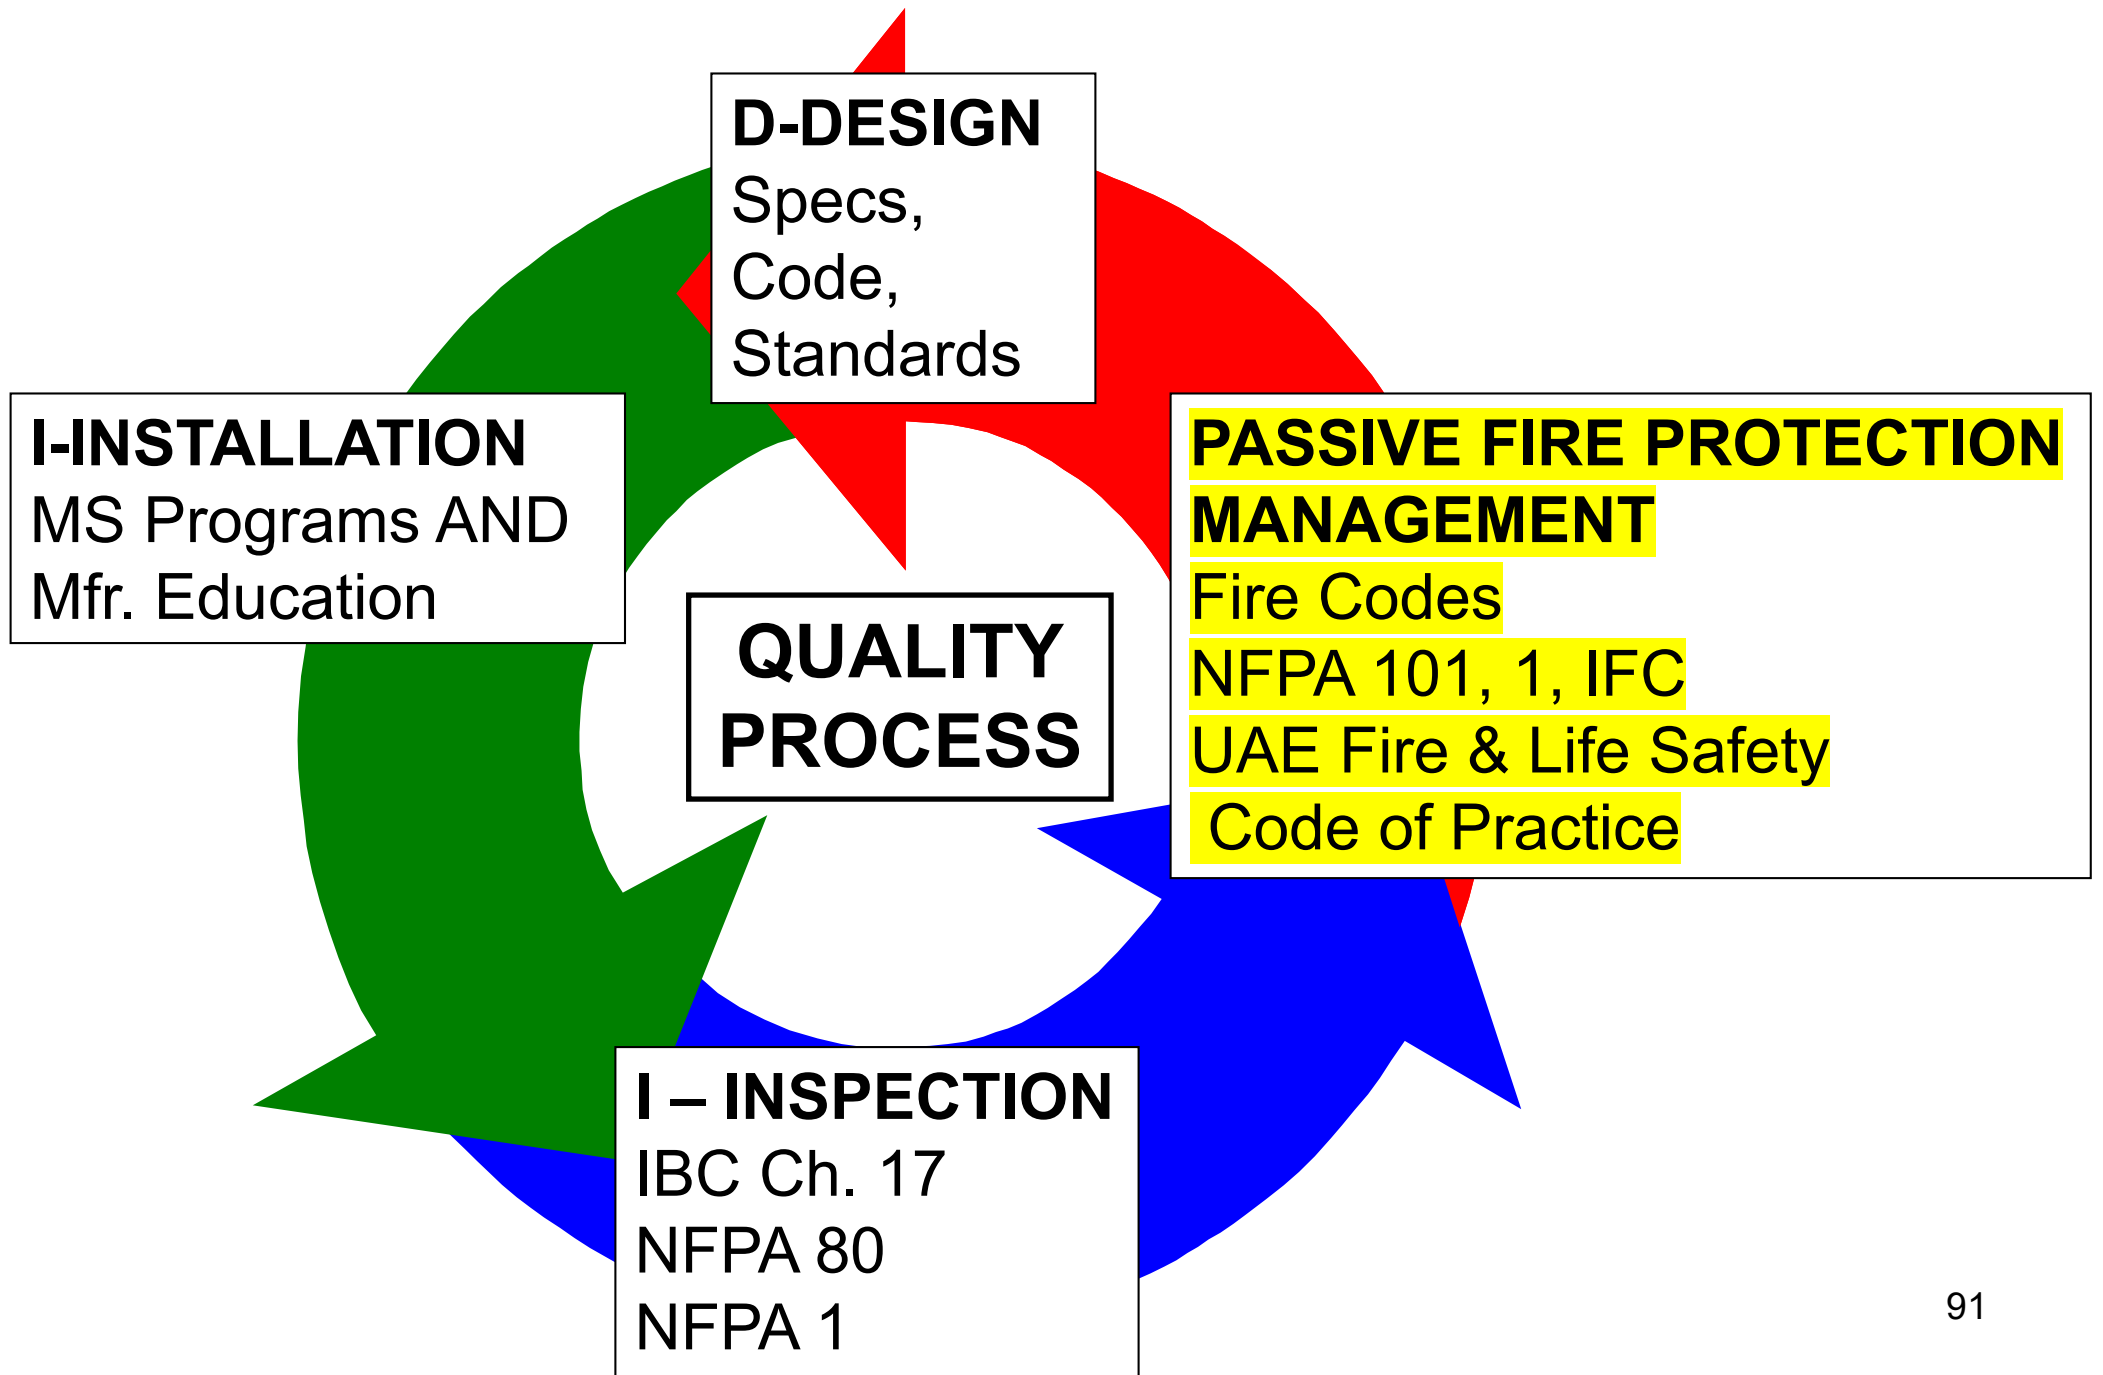 D-DESIGN
Specs,
Code,
Standards
I-INSTALLATION
MS Programs AND
Mfr. Education
PASSIVE FIRE PROTECTION
MANAGEMENT
Fire Codes
NFPA 101, 1, IFC
UAE Fire & Life Safety
Code of Practice
QUALITY
PROCESS
I – INSPECTION
IBC Ch. 17
NFPA 80
NFPA 1
91